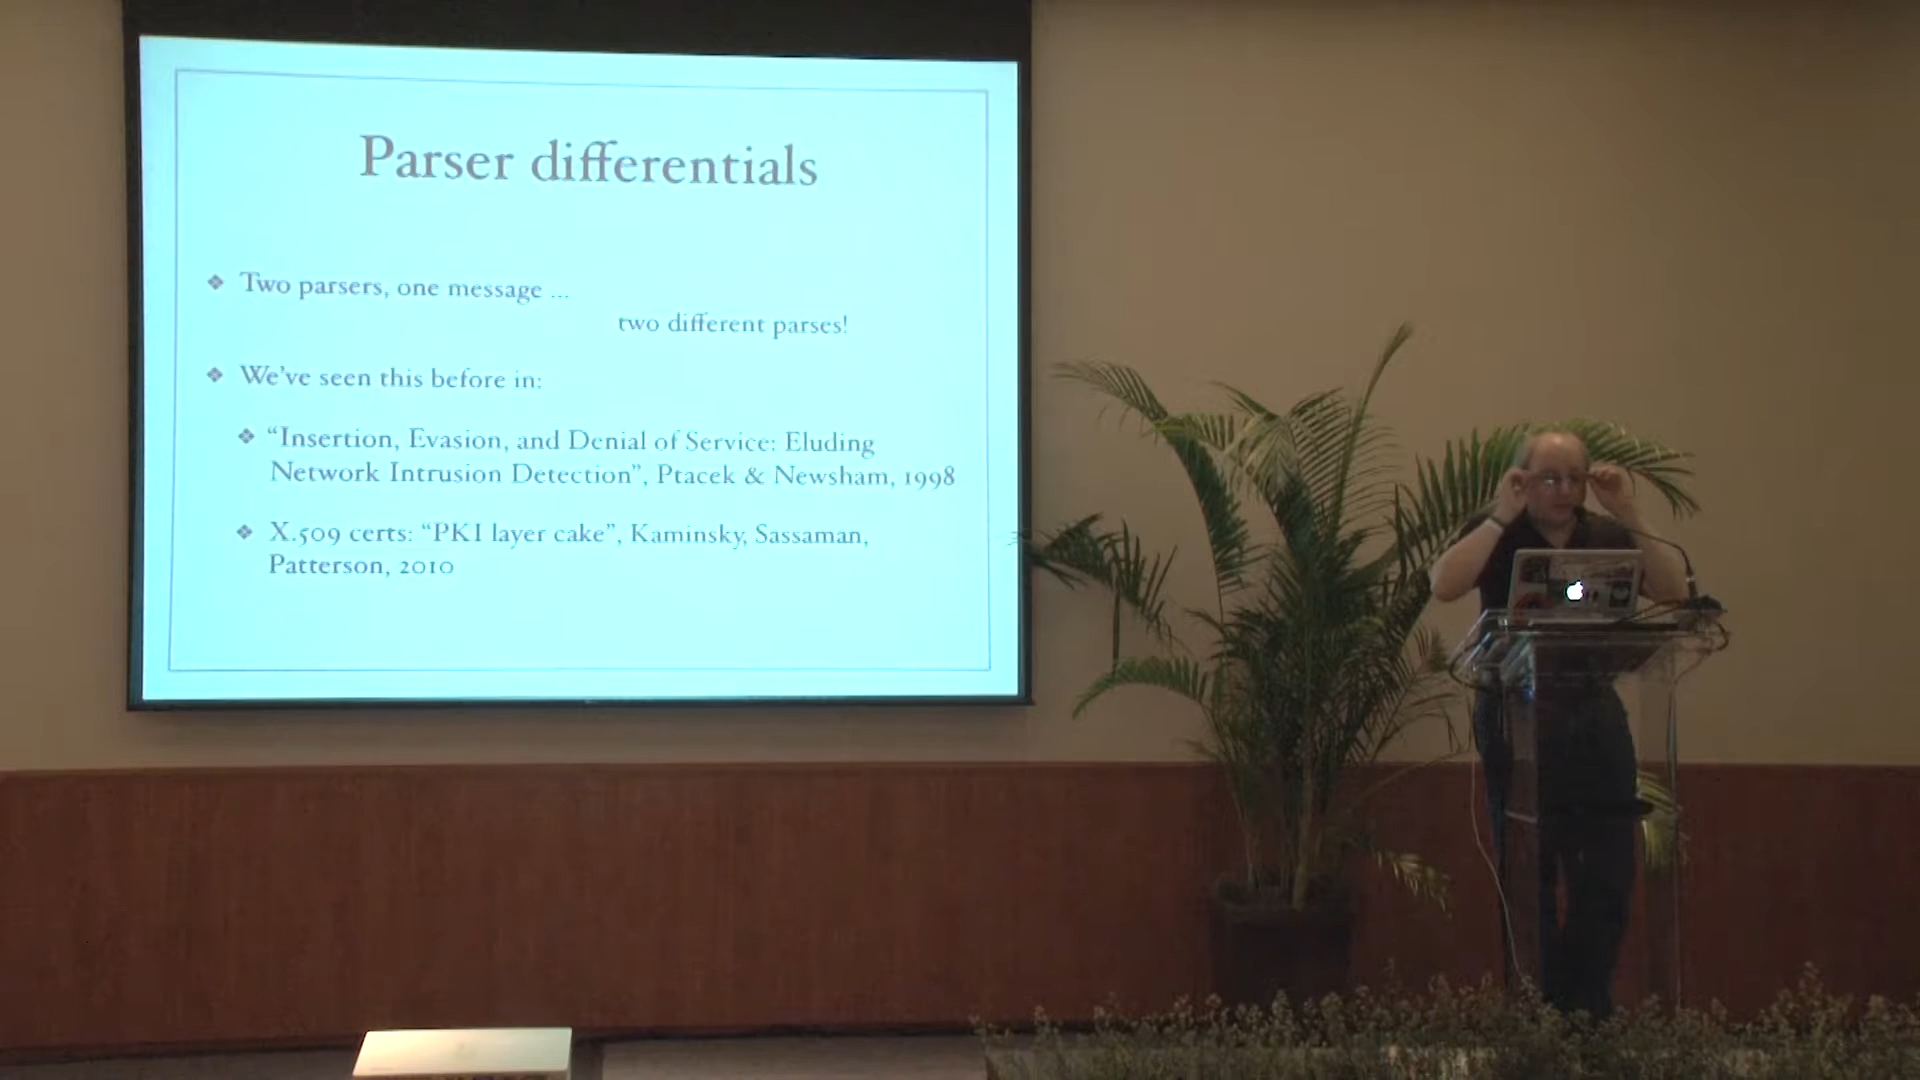 Parser differentials
❖ Two parsers, one message ...
two different parses!
❖ We've seen this before in:
❖ “Insertion, Evasion, and Denial of Service: Eluding
Network Intrusion Detection”, Ptacek & Newsham, 1998
❖ X.509 certs: “PKI layer cake”, Kaminsky, Sassaman,
Patterson, 2010